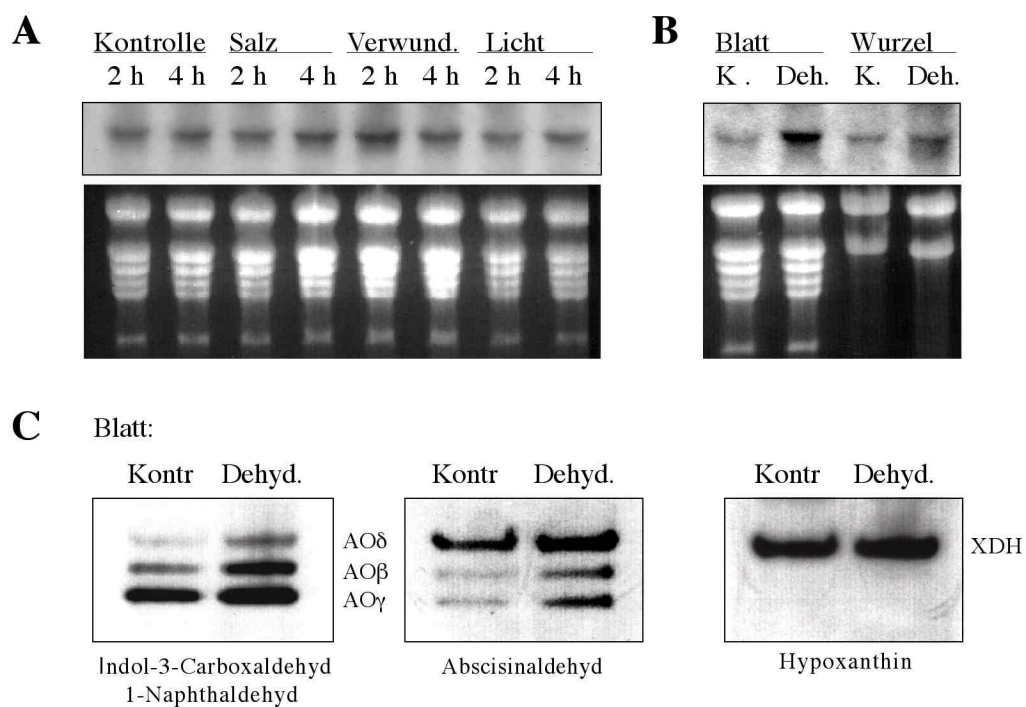 A
Kontrolle Salz Verwund. Licht
2 h 4 h 2 h 4 h 2 h 4 h 2 h 4 h
B
Blatt Wurzel
K . Deh. K. Deh.
C
Blatt:
Kontr Dehyd.
AOδ
AOβ
AOγ
Indol-3-Carboxaldehyd
1-Naphthaldehyd
Kontr Dehyd.
Abscisinaldehyd
Kontr Dehyd.
XDH
Hypoxanthin